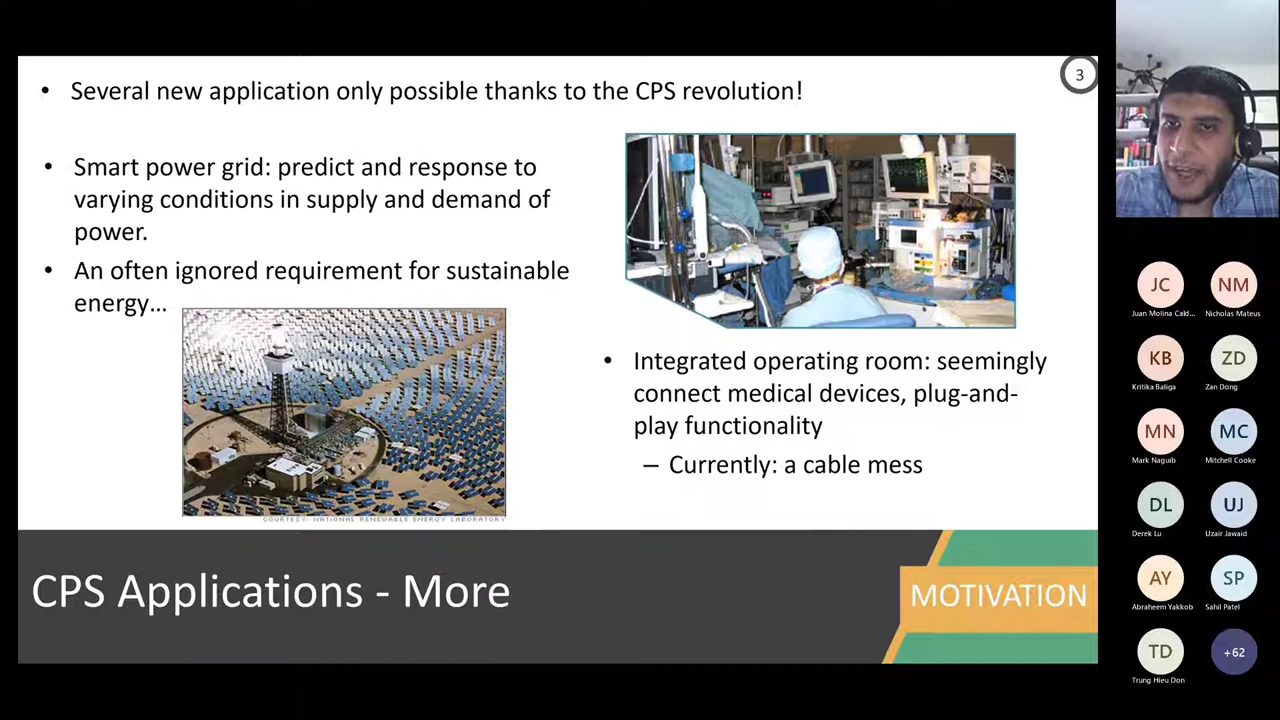 3
• Several new application only possible thanks to the CPS revolution!
• Smart power grid: predict and response to
varying conditions in supply and demand of
power.
• An often ignored requirement for sustainable
energy…
COURTESY: NATIONAL RENEWABLE ENERGY LABORATORY
• Integrated operating room: seemingly
connect medical devices, plug-and-
play functionality
– Currently: a cable mess
CPS Applications - More
MOTIVATION
JC
Juan Molina Cald...
NM
Nicholas Mateus
KB
Kritika Baliga
ZD
Zan Dong
MN
Mark Naguib
MC
Mitchell Cooke
DL
Derek Lu
UJ
Uzair Jawaid
AY
Abraheem Yakkob
SP
Sahil Patel
TD
Trung Hieu Don
+62